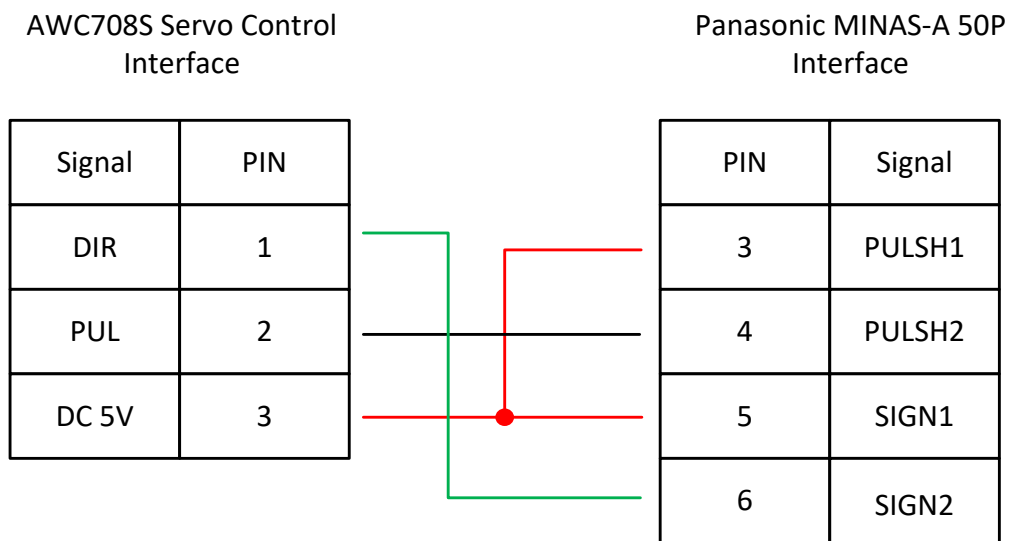 AWC708S Servo Control
Interface
Panasonic MINAS-A 50P
Interface
Signal PIN
DIR 1
PUL 2
DC 5V 3
PIN Signal
3 PULSH1
4 PULSH2
5 SIGN1
6 SIGN2